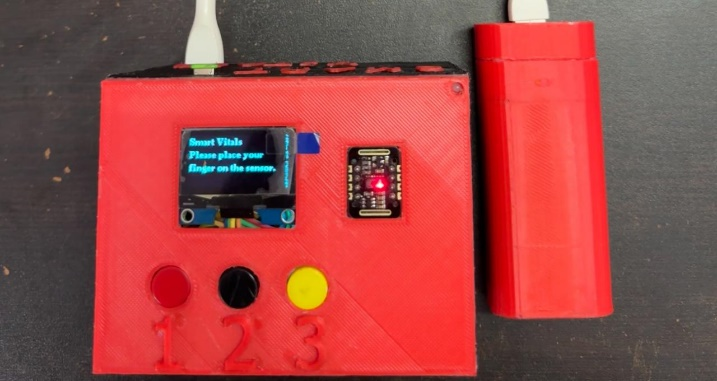 Smart Vitals
Please place your
finger on the sensor.
1 2 3